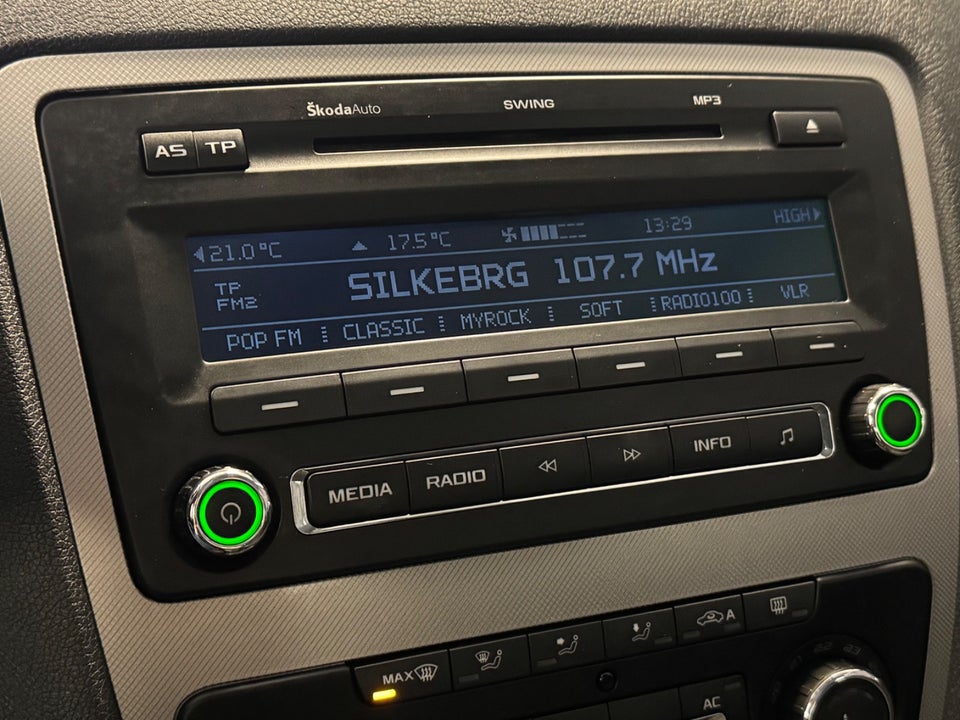 ŠkodaAuto SWING MP3
AS TP
21.0°C 17.5°C 13:29 HIGH
TP
FM2
SILKEBRG 107.7 MHz
POP FM CLASSIC MYROCK SOFT RADIO100 VLR
MEDIA RADIO INFO
MAX A
AC